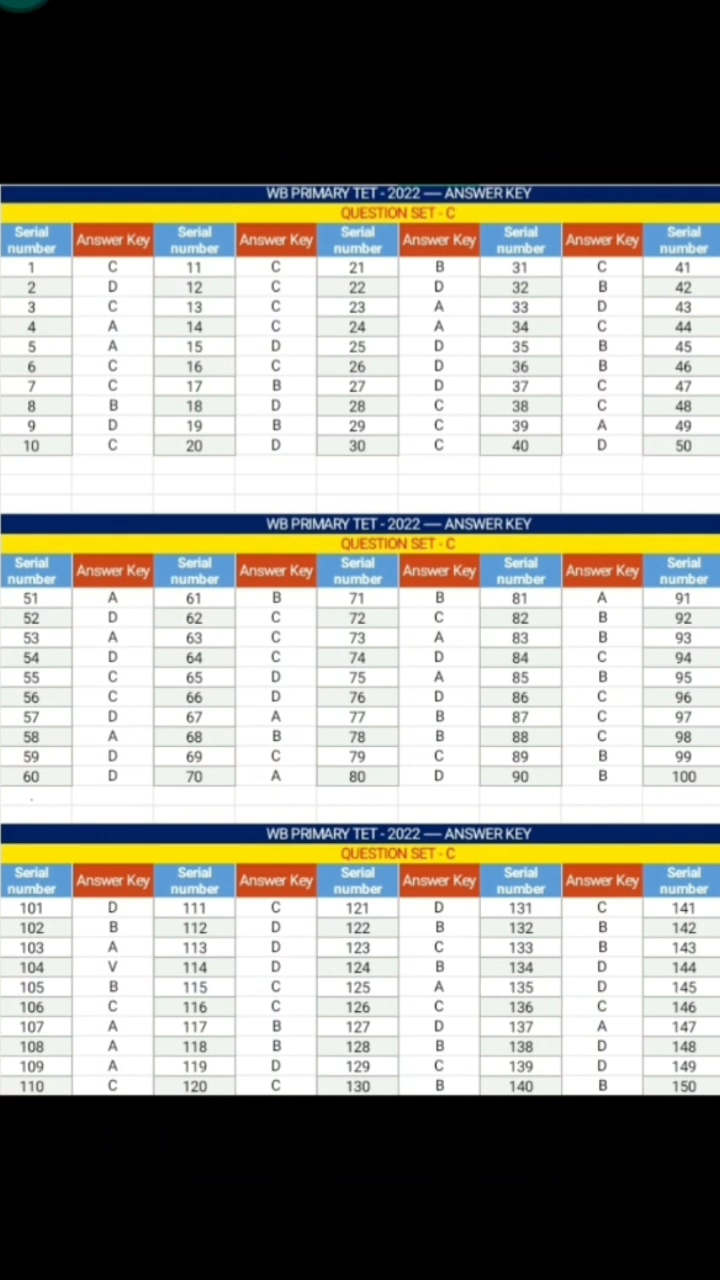 WB PRIMARY TET - 2022 — ANSWER KEY
QUESTION SET - C
Serial number Answer Key Serial number Answer Key Serial number Answer Key Serial number Answer Key Serial number
1 C 11 C 21 B 31 C 41
2 D 12 C 22 D 32 B 42
3 C 13 C 23 A 33 D 43
4 A 14 C 24 A 34 C 44
5 A 15 D 25 D 35 B 45
6 C 16 C 26 D 36 B 46
7 C 17 B 27 D 37 C 47
8 B 18 D 28 C 38 C 48
9 D 19 B 29 C 39 A 49
10 C 20 D 30 C 40 D 50
WB PRIMARY TET - 2022 — ANSWER KEY
QUESTION SET - C
Serial number Answer Key Serial number Answer Key Serial number Answer Key Serial number Answer Key Serial number
51 A 61 B 71 B 81 A 91
52 D 62 C 72 C 82 B 92
53 A 63 C 73 A 83 B 93
54 D 64 C 74 D 84 C 94
55 C 65 D 75 A 85 B 95
56 C 66 D 76 D 86 C 96
57 D 67 A 77 B 87 C 97
58 A 68 B 78 B 88 C 98
59 D 69 C 79 C 89 B 99
60 D 70 A 80 D 90 B 100
WB PRIMARY TET - 2022 — ANSWER KEY
QUESTION SET - C
Serial number Answer Key Serial number Answer Key Serial number Answer Key Serial number Answer Key Serial number
101 D 111 C 121 D 131 C 141
102 B 112 D 122 B 132 B 142
103 A 113 D 123 C 133 B 143
104 V 114 D 124 B 134 D 144
105 B 115 C 125 A 135 D 145
106 C 116 C 126 C 136 C 146
107 A 117 B 127 D 137 A 147
108 A 118 B 128 B 138 D 148
109 A 119 D 129 C 139 D 149
110 C 120 C 130 B 140 B 150